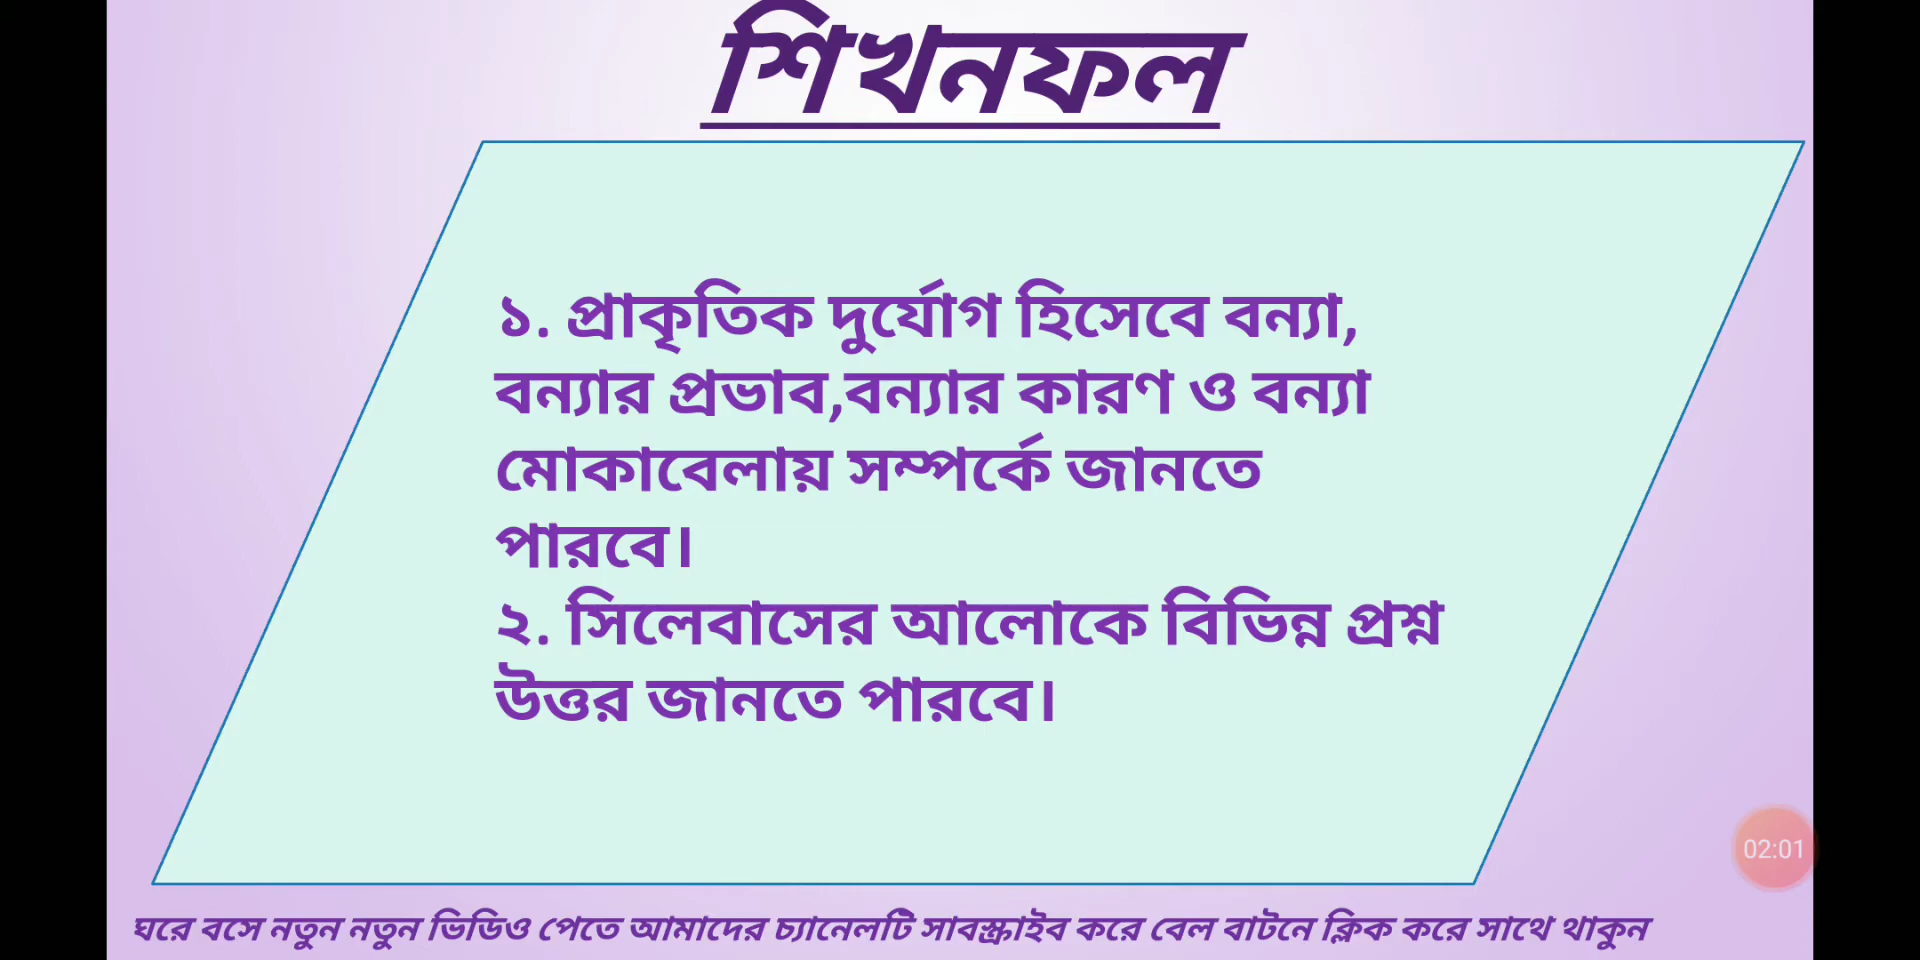 শিখনফল
১. প্রাকৃতিক দুর্যোগ হিসেবে বন্যা,
বন্যার প্রভাব,বন্যার কারণ ও বন্যা
মোকাবেলায় সম্পর্কে জানতে
পারবে।
২. সিলেবাসের আলোকে বিভিন্ন প্রশ্ন
উত্তর জানতে পারবে।
02:01
ঘরে বসে নতুন নতুন ভিডিও পেতে আমাদের চ্যানেলটি সাবস্ক্রাইব করে বেল বাটনে ক্লিক করে সাথে থাকুন